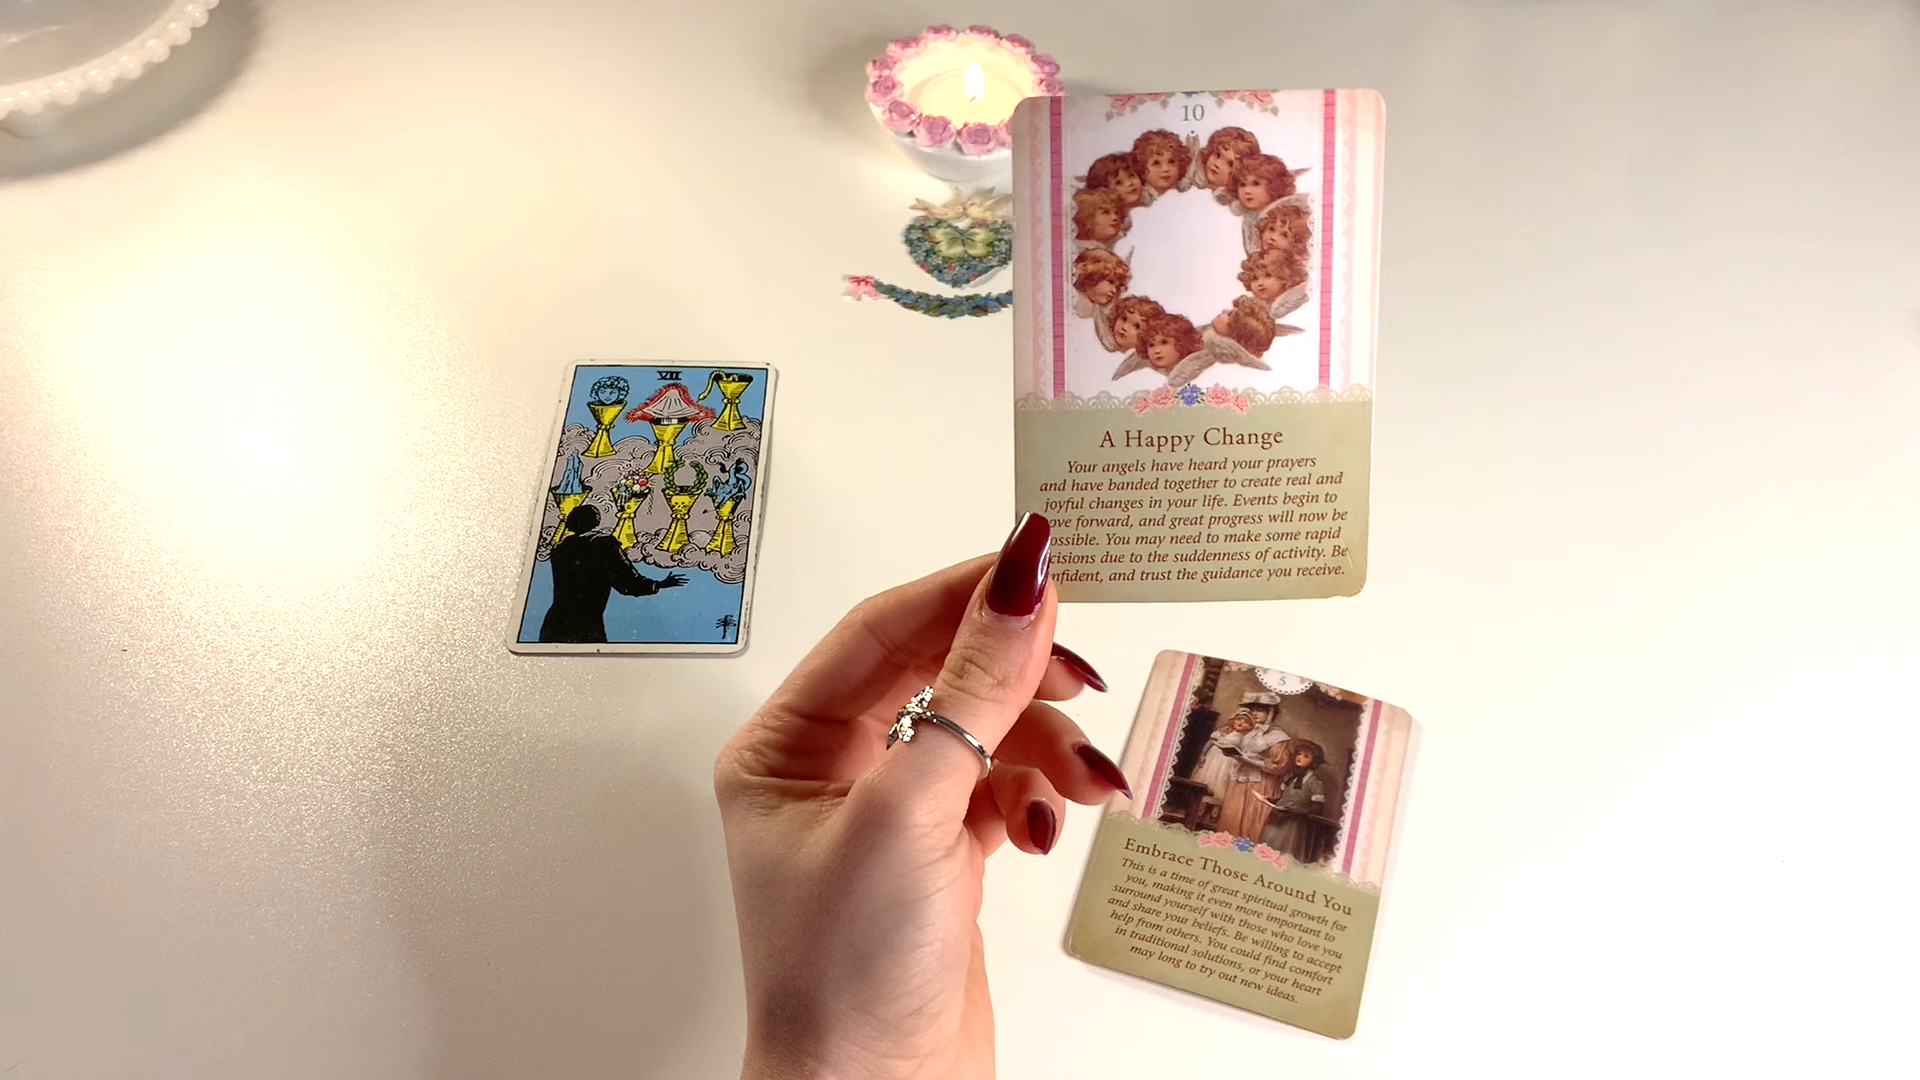 VII
10
A Happy Change
Your angels have heard your prayers
and have banded together to create real and
joyful changes in your life. Events begin to
ove forward, and great progress will now be
ossible. You may need to make some rapid
cisions due to the suddenness of activity. Be
nfident, and trust the guidance you receive.
5
Embrace Those Around You
This is a time of great spiritual growth for
you, making it even more important to
surround yourself with those who love you
and share your beliefs. Be willing to accept
help from others. You could find comfort
in traditional solutions, or your heart
may long to try out new ideas.